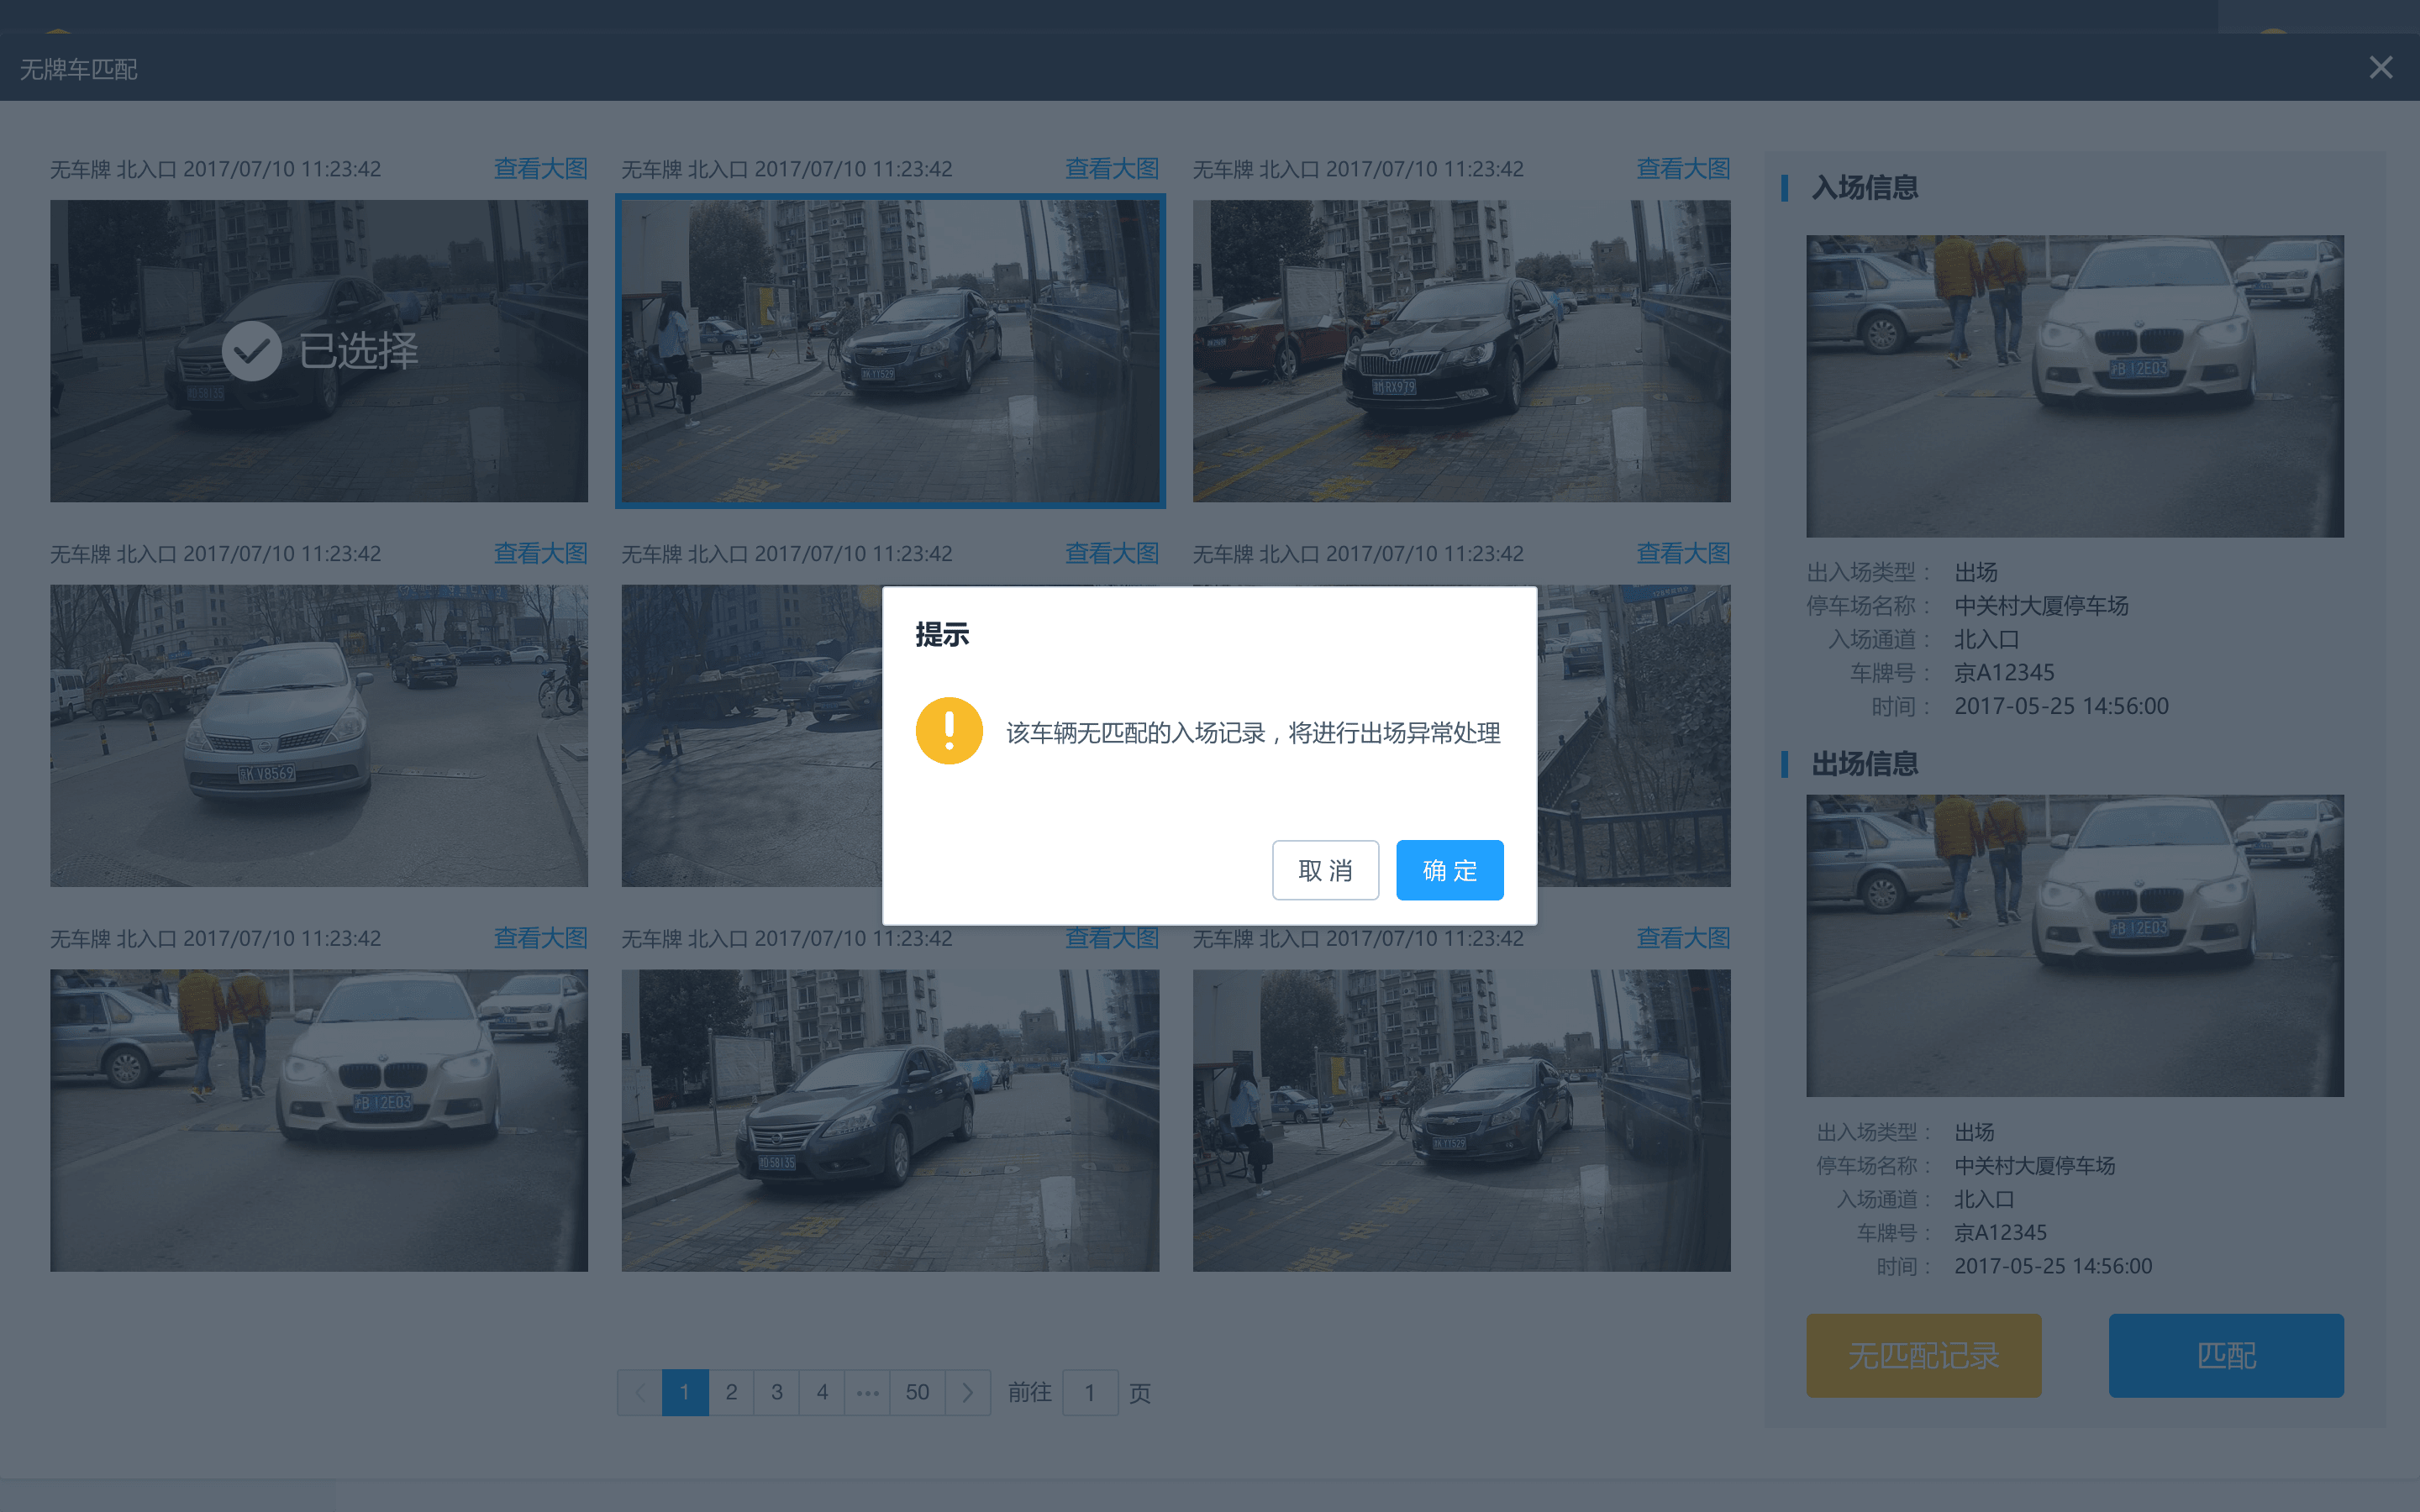 无牌车匹配
无车牌 北入口 2017/07/10 11:23:42 查看大图
无车牌 北入口 2017/07/10 11:23:42 查看大图
无车牌 北入口 2017/07/10 11:23:42 查看大图
已选择
无车牌 北入口 2017/07/10 11:23:42 查看大图
无车牌 北入口 2017/07/10 11:23:42 查看大图
无车牌 北入口 2017/07/10 11:23:42 查看大图
无车牌 北入口 2017/07/10 11:23:42 查看大图
无车牌 北入口 2017/07/10 11:23:42 查看大图
无车牌 北入口 2017/07/10 11:23:42 查看大图
1 2 3 4 ••• 50 前往 1 页
入场信息
B 12E03
出入场类型： 出场
停车场名称： 中关村大厦停车场
入场通道： 北入口
车牌号： 京A12345
时间： 2017-05-25 14:56:00
出场信息
B 12E03
出入场类型： 出场
停车场名称： 中关村大厦停车场
入场通道： 北入口
车牌号： 京A12345
时间： 2017-05-25 14:56:00
无匹配记录 匹配
提示
该车辆无匹配的入场记录，将进行出场异常处理
取 消 确 定